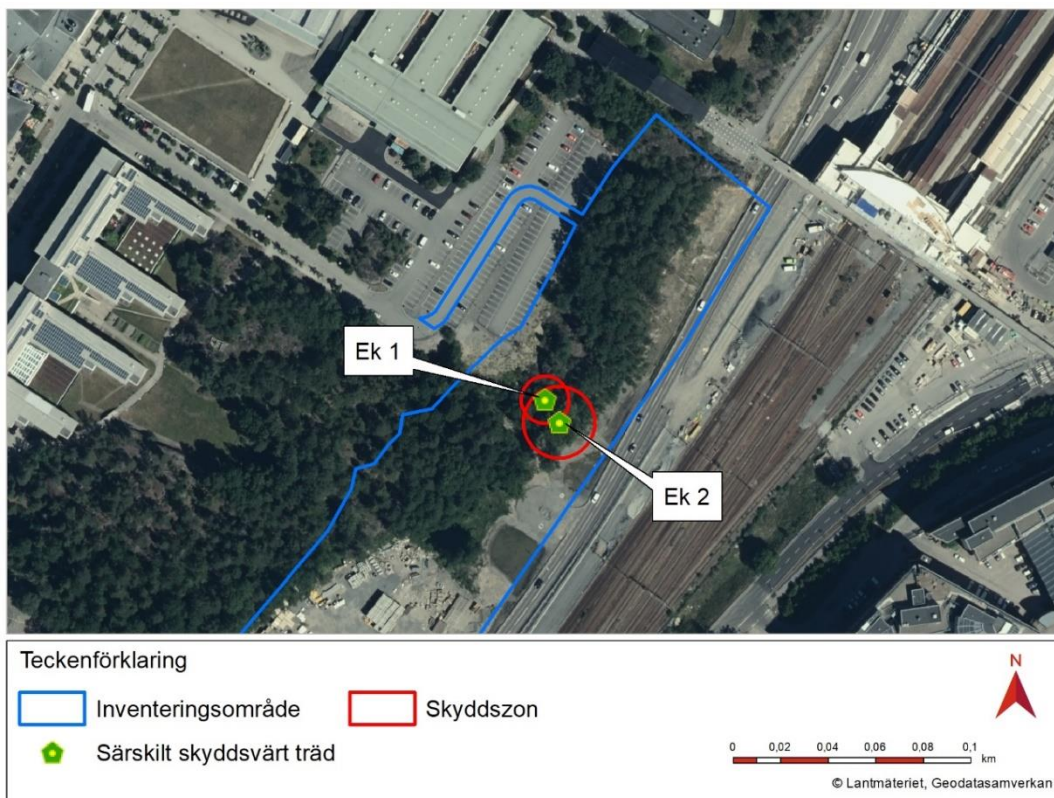 Ek 1
Ek 2
Teckenförklaring
Inventeringsområde
Skyddszon
Särskilt skyddsvärt träd
N
0 0,02 0,04 0,06 0,08 0,1
km
© Lantmäteriet, Geodatasamverkan